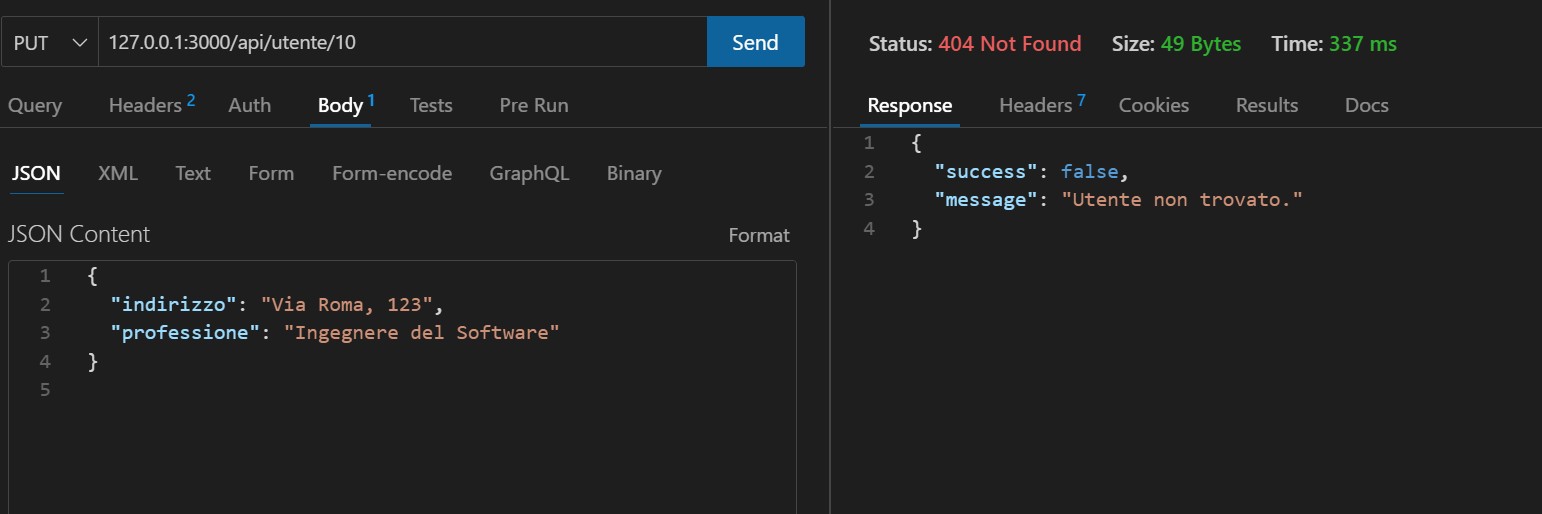 PUT 127.0.0.1:3000/api/utente/10 Send
Query Headers 2 Auth Body 1 Tests Pre Run
JSON XML Text Form Form-encode GraphQL Binary
JSON Content Format
1 {
2 "indirizzo": "Via Roma, 123",
3 "professione": "Ingegnere del Software"
4 }
5
Status: 404 Not Found Size: 49 Bytes Time: 337 ms
Response Headers 7 Cookies Results Docs
1 {
2 "success": false,
3 "message": "Utente non trovato."
4 }